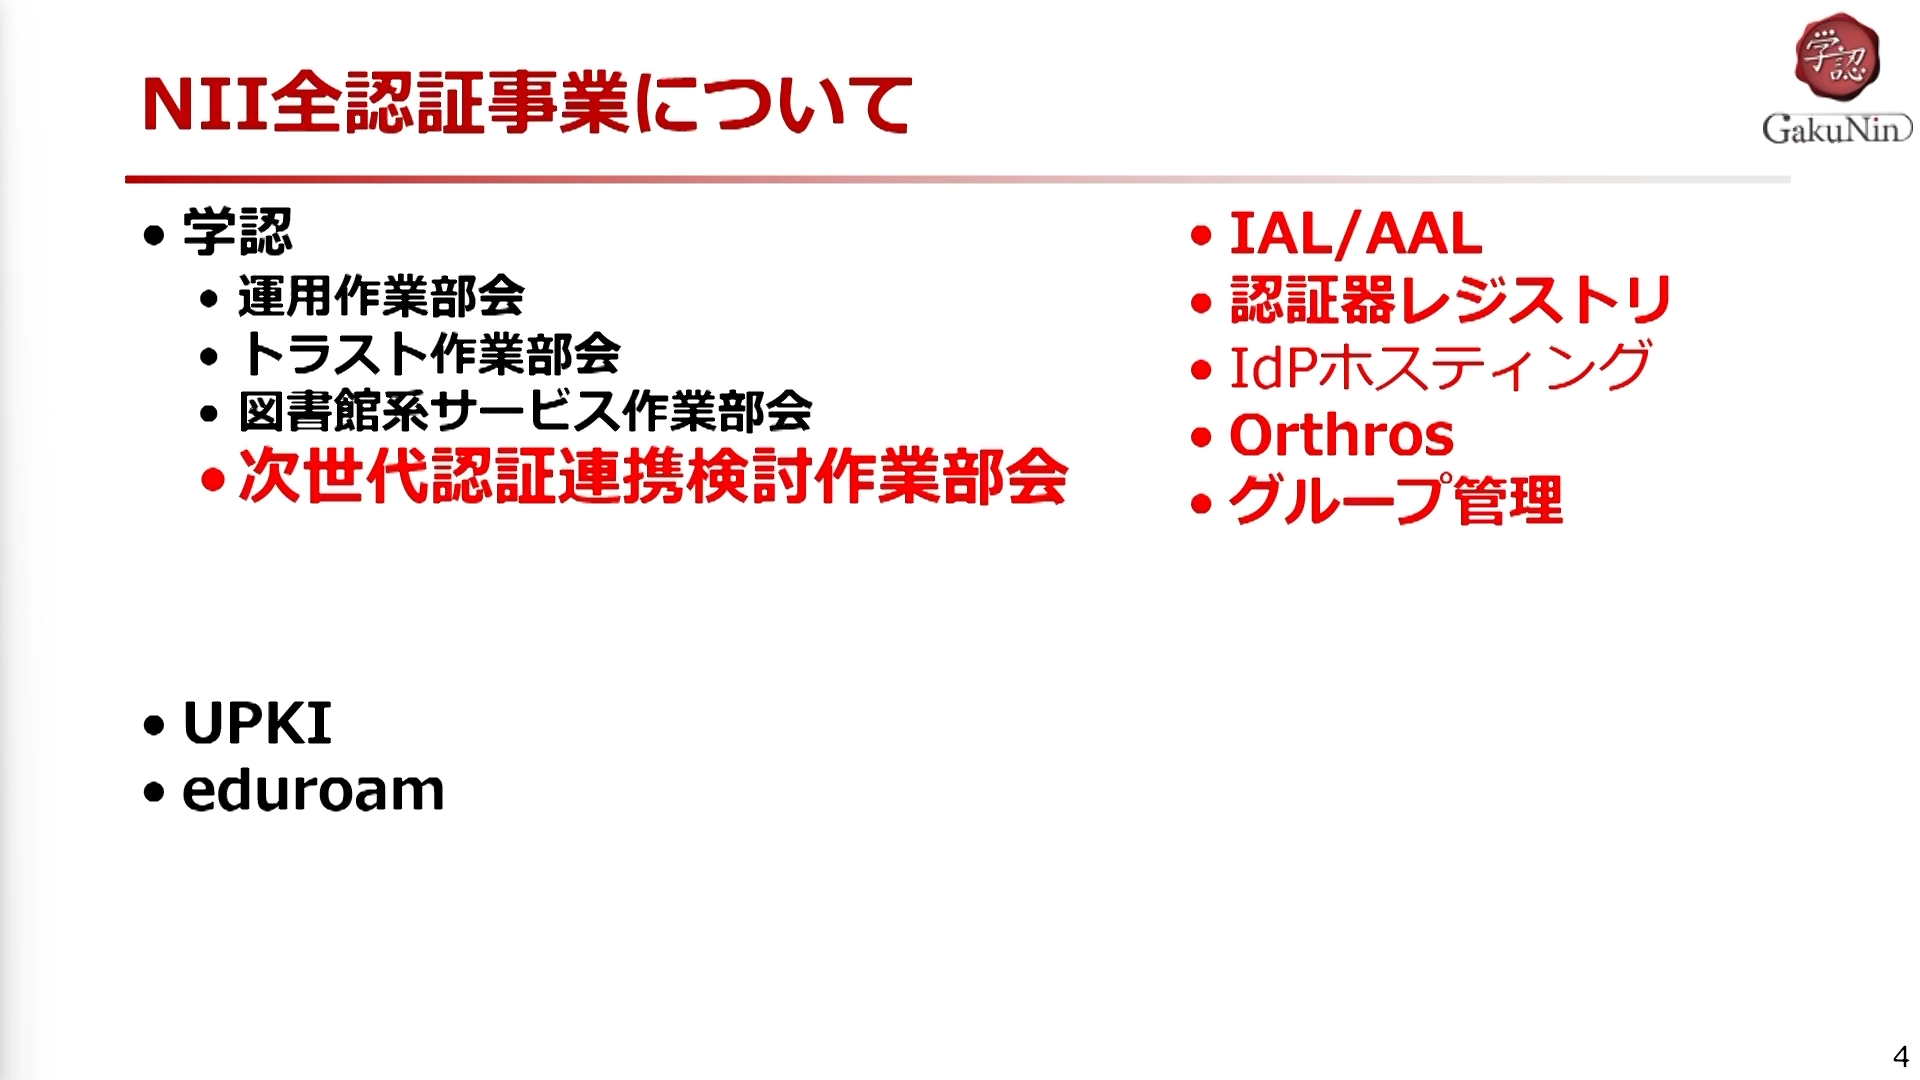 NII全認証事業について
学認
GakuNin
• 学認
• 運用作業部会
• トラスト作業部会
• 図書館系サービス作業部会
• 次世代認証連携検討作業部会
• UPKI
• eduroam
• IAL/AAL
• 認証器レジストリ
• IdPホスティング
• Orthros
• グループ管理
4